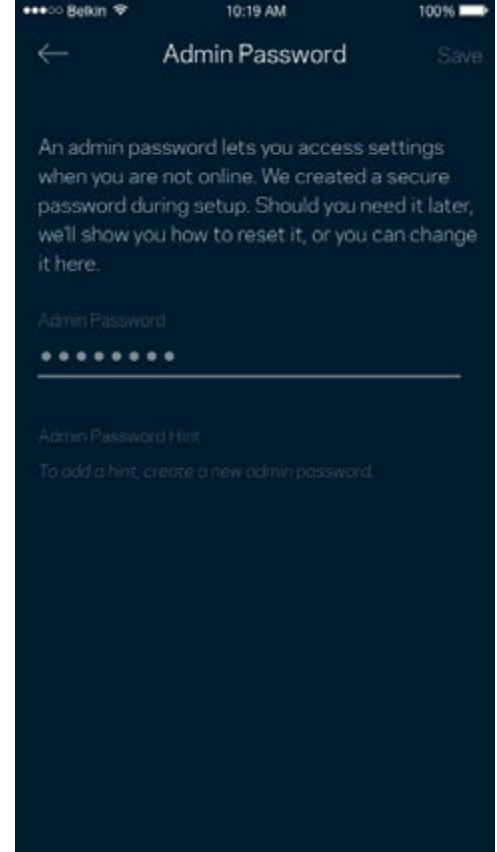 Belkin 10:19 AM 100%
Admin Password Save
An admin password lets you access settings
when you are not online. We created a secure
password during setup. Should you need it later,
we'll show you how to reset it, or you can change
it here.
Admin Password
••••••••
Admin Password Hint
To add a hint, create a new admin password.